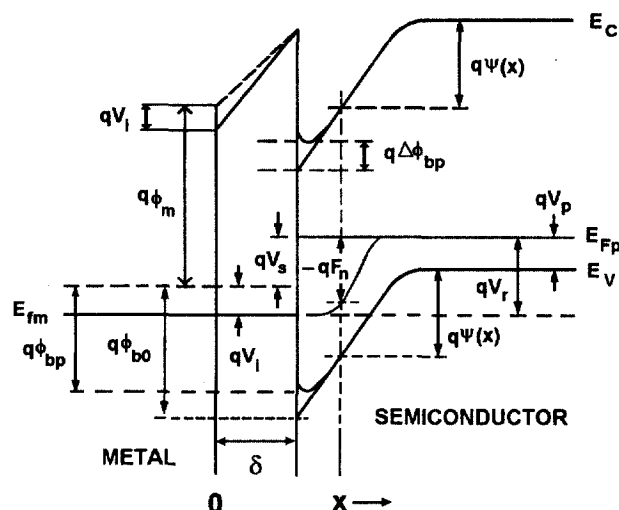 E_C
qΨ(x)
qV_i
qΔϕ_bp
qϕ_m
qV_p
qV_s
-qF_n
E_Fp
E_V
qV_r
E_fm
qϕ_bp
qϕ_b0
qV_i
qΨ(x)
SEMICONDUCTOR
METAL
δ
0
X